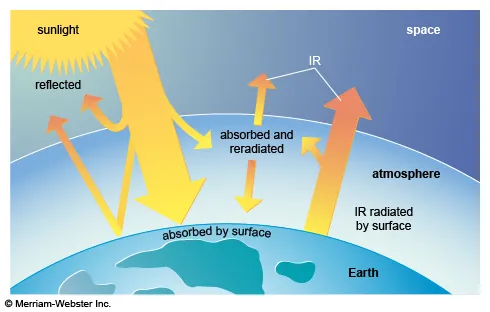 sunlight
space
IR
reflected
absorbed and
reradiated
atmosphere
IR radiated
by surface
absorbed by surface
Earth
© Merriam-Webster Inc.